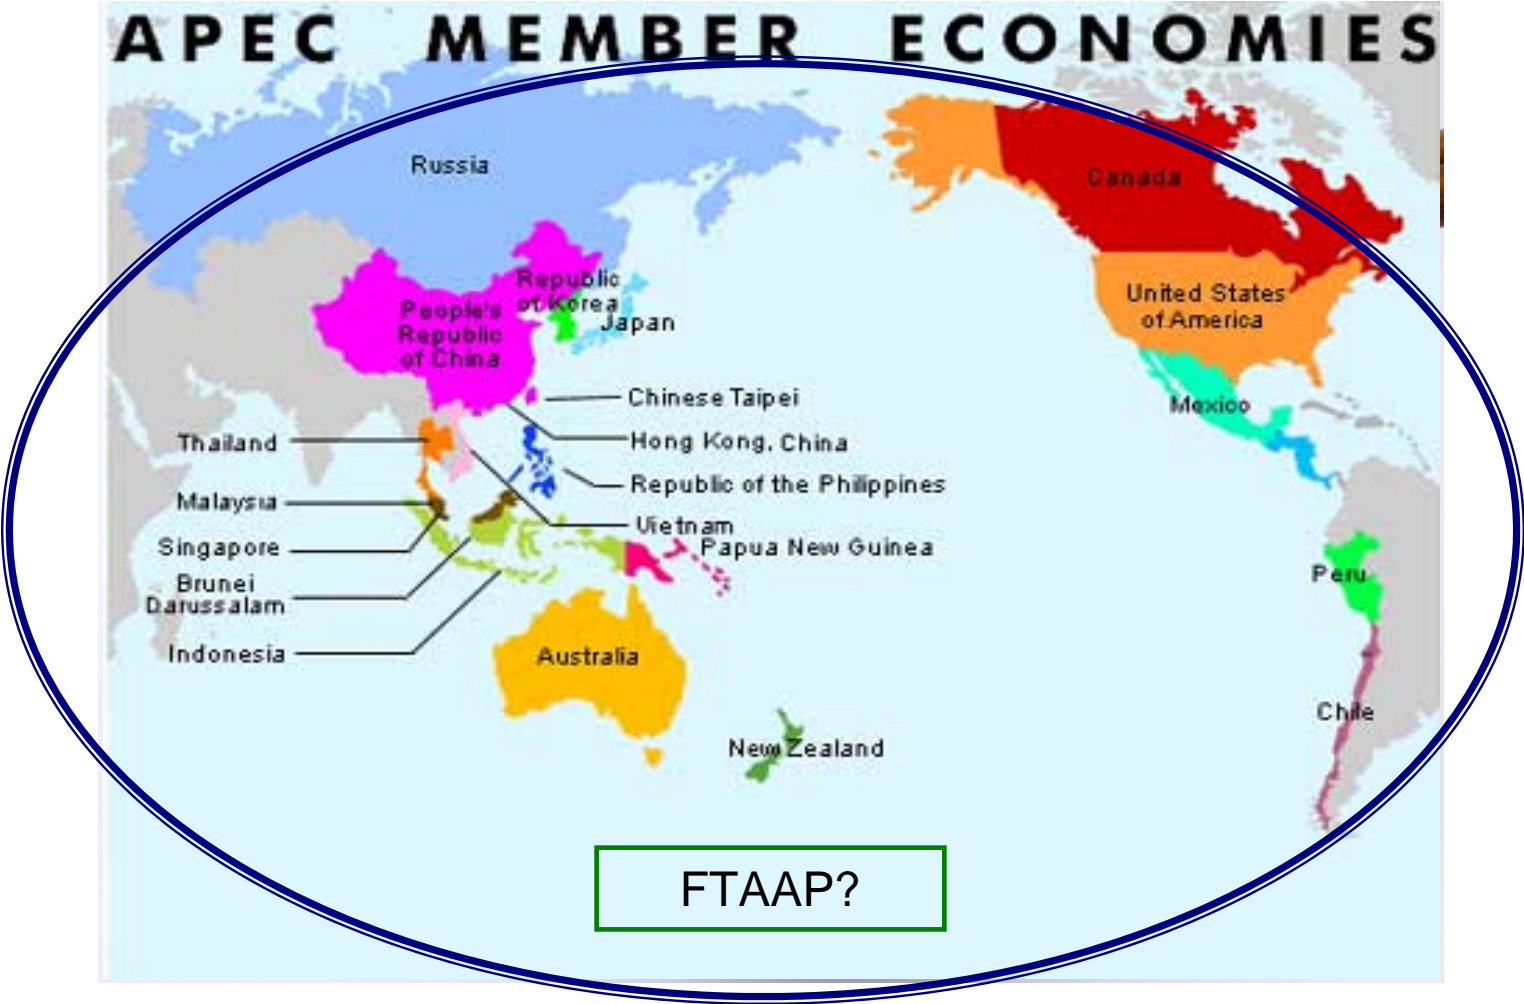 APEC MEMBER ECONOMIES
Russia
Canada
Republic
of Korea
People's
Republic
of China
Japan
United States
of America
Chinese Taipei
Mexico
Thailand
Hong Kong, China
Republic of the Philippines
Malaysia
Vietnam
Singapore
Papua New Guinea
Brunei
Darussalam
Peru
Indonesia
Australia
Chile
New Zealand
FTAAP?